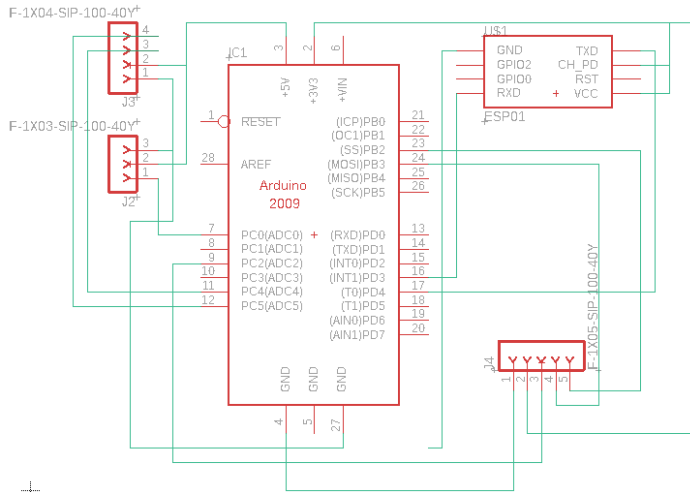 F-1X04-SIP-100-40Y
4
3
2
1
J3
F-1X03-SIP-100-40Y
3
2
1
J2
IC1
3
2
6
+5V
+3V3
+VIN
1
RESET
28
AREF
Arduino
2009
7
PC0(ADC0)
8
PC1(ADC1)
9
PC2(ADC2)
10
PC3(ADC3)
11
PC4(ADC4)
12
PC5(ADC5)
(ICP)PB0
21
(OC1)PB1
22
(SS)PB2
23
(MOSI)PB3
24
(MISO)PB4
25
(SCK)PB5
26
(RXD)PD0
13
(TXD)PD1
14
(INT0)PD2
15
(INT1)PD3
16
(T0)PD4
17
(T1)PD5
18
(AIN0)PD6
19
(AIN1)PD7
20
GND
GND
GND
4
5
27
U$1
GND
TXD
GPIO2
CH_PD
GPIO0
RST
RXD
VCC
ESP01
J4
1
2
3
4
5
F-1X05-SIP-100-40Y